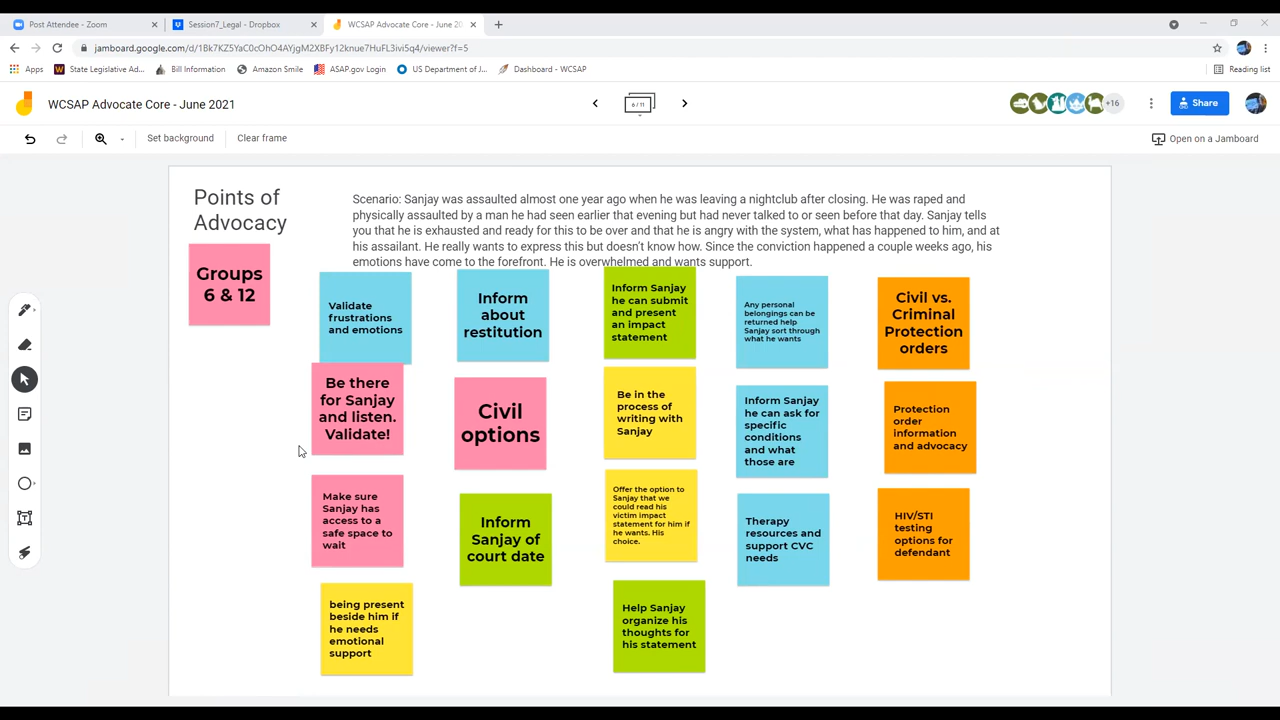 Post Attendee - Zoom
Session7_Legal - Dropbox
WCSAP Advocate Core - June 20
jamboard.google.com/d/1Bk7KZ5YaC0cOhO4AYjgM2XBFy12knue7HuFL3ivi5q4/viewer?f=5
Apps
State Legislative Ad...
Bill Information
Amazon Smile
ASAP.gov Login
US Department of J...
Dashboard - WCSAP
Reading list
WCSAP Advocate Core - June 2021
6 / 11
+16
Share
Set background
Clear frame
Open on a Jamboard
Points of
Advocacy
Scenario: Sanjay was assaulted almost one year ago when he was leaving a nightclub after closing. He was raped and
physically assaulted by a man he had seen earlier that evening but had never talked to or seen before that day. Sanjay tells
you that he is exhausted and ready for this to be over and that he is angry with the system, what has happened to him, and at
his assailant. He really wants to express this but doesn't know how. Since the conviction happened a couple weeks ago, his
emotions have come to the forefront. He is overwhelmed and wants support.
Groups
6 & 12
Validate
frustrations
and emotions
Inform
about
restitution
Inform Sanjay
he can submit
and present
an impact
statement
Any personal
belongings can be
returned help
Sanjay sort through
what he wants
Civil vs.
Criminal
Protection
orders
Be there
for Sanjay
and listen.
Validate!
Civil
options
Be in the
process of
writing with
Sanjay
Inform Sanjay
he can ask for
specific
conditions
and what
those are
Protection
order
information
and advocacy
Make sure
Sanjay has
access to a
safe space to
wait
Inform
Sanjay of
court date
Offer the option to
Sanjay that we
could read his
victim impact
statement for him if
he wants. His
choice.
Therapy
resources and
support CVC
needs
HIV/STI
testing
options for
defendant
being present
beside him if
he needs
emotional
support
Help Sanjay
organize his
thoughts for
his statement